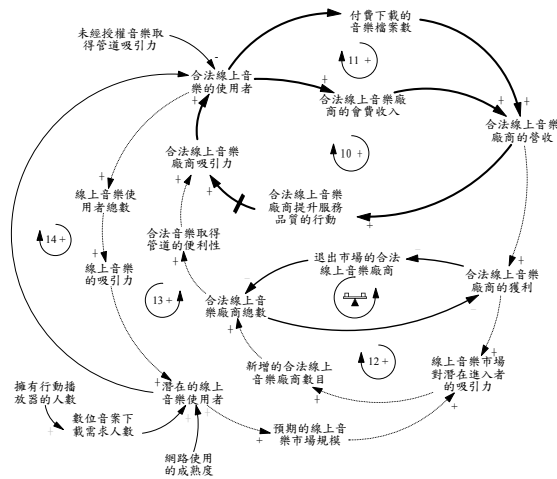 付費下載的
音樂檔案數
未經授權音樂取
得管道吸引力
-
11 +
合法線上音
樂的使用者
+
合法線上音樂廠
商的會費收入
+
合法線上音樂
廠商的營收
+
+
10 +
合法線上音樂
廠商吸引力
+
線上音樂使
用者總數
+
合法線上音樂
廠商提升服務
品質的行動
+
合法音樂取得
管道的便利性
+
14 +
線上音樂
的吸引力
+
退出市場的合法
線上音樂廠商
-
合法線上音樂
廠商的獲利
+
13 +
合法線上音
樂廠商總數
-
+
12 +
新增的合法線上
音樂廠商數目
+
線上音樂市場
對潛在進入者
的吸引力
+
+
擁有行動播
放器的人數
潛在的線上
音樂使用者
+
數位音案下
載需求人數
+
預期的線上音
樂市場規模
+
網路使用
的成熟度